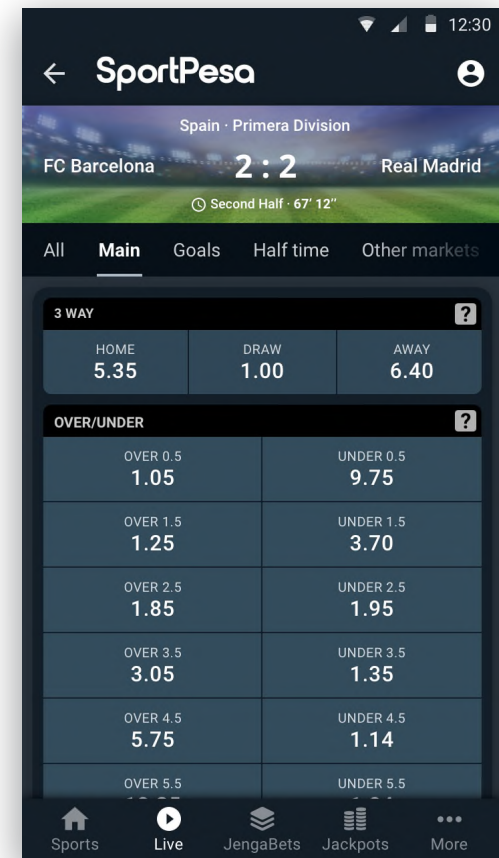 12:30
SportPesa
Spain · Primera Division
FC Barcelona 2 : 2 Real Madrid
Second Half · 67' 12''
All Main Goals Half time Other markets
3 WAY ?
HOME DRAW AWAY
5.35 1.00 6.40
OVER/UNDER ?
OVER 0.5 UNDER 0.5
1.05 9.75
OVER 1.5 UNDER 1.5
1.25 3.70
OVER 2.5 UNDER 2.5
1.85 1.95
OVER 3.5 UNDER 3.5
3.05 1.35
OVER 4.5 UNDER 4.5
5.75 1.14
OVER 5.5 UNDER 5.5
Sports Live JengaBets Jackpots More